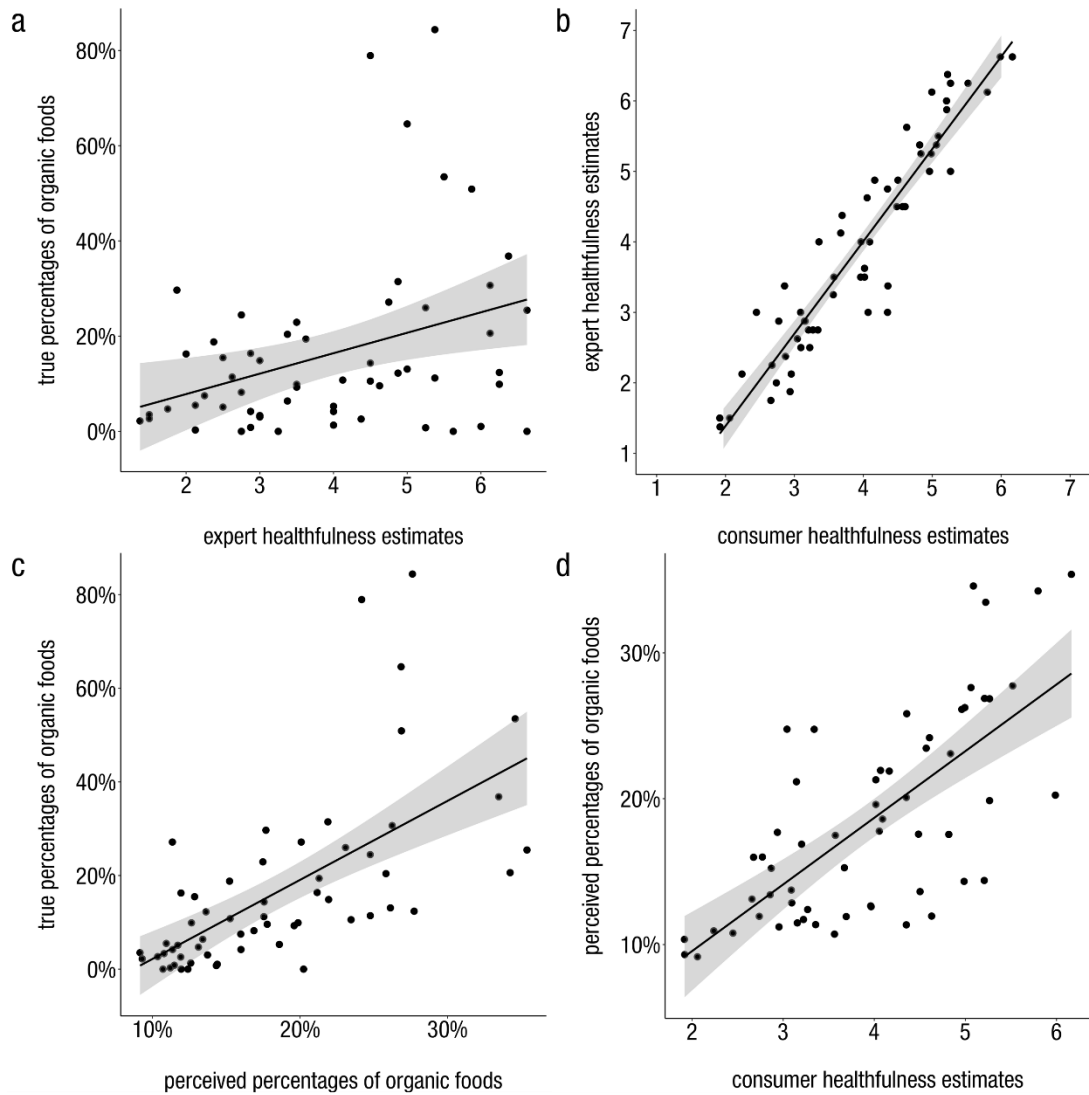 a
80%
60%
40%
20%
0%
true percentages of organic foods
2 3 4 5 6
expert healthfulness estimates
b
7
6
5
4
3
2
1
expert healthfulness estimates
1 2 3 4 5 6 7
consumer healthfulness estimates
c
80%
60%
40%
20%
0%
true percentages of organic foods
10% 20% 30%
perceived percentages of organic foods
d
30%
20%
10%
perceived percentages of organic foods
2 3 4 5 6
consumer healthfulness estimates